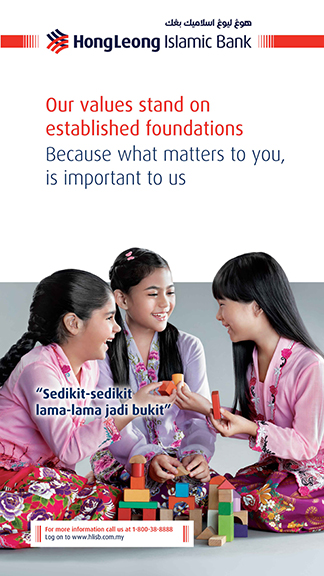 هوڠ ليوڠ اسلاميك بڠك
HongLeong Islamic Bank
Our values stand on
established foundations
Because what matters to you,
is important to us
“Sedikit-sedikit
lama-lama jadi bukit”
For more information call us at 1-800-38-8888
Log on to www.hlisb.com.my